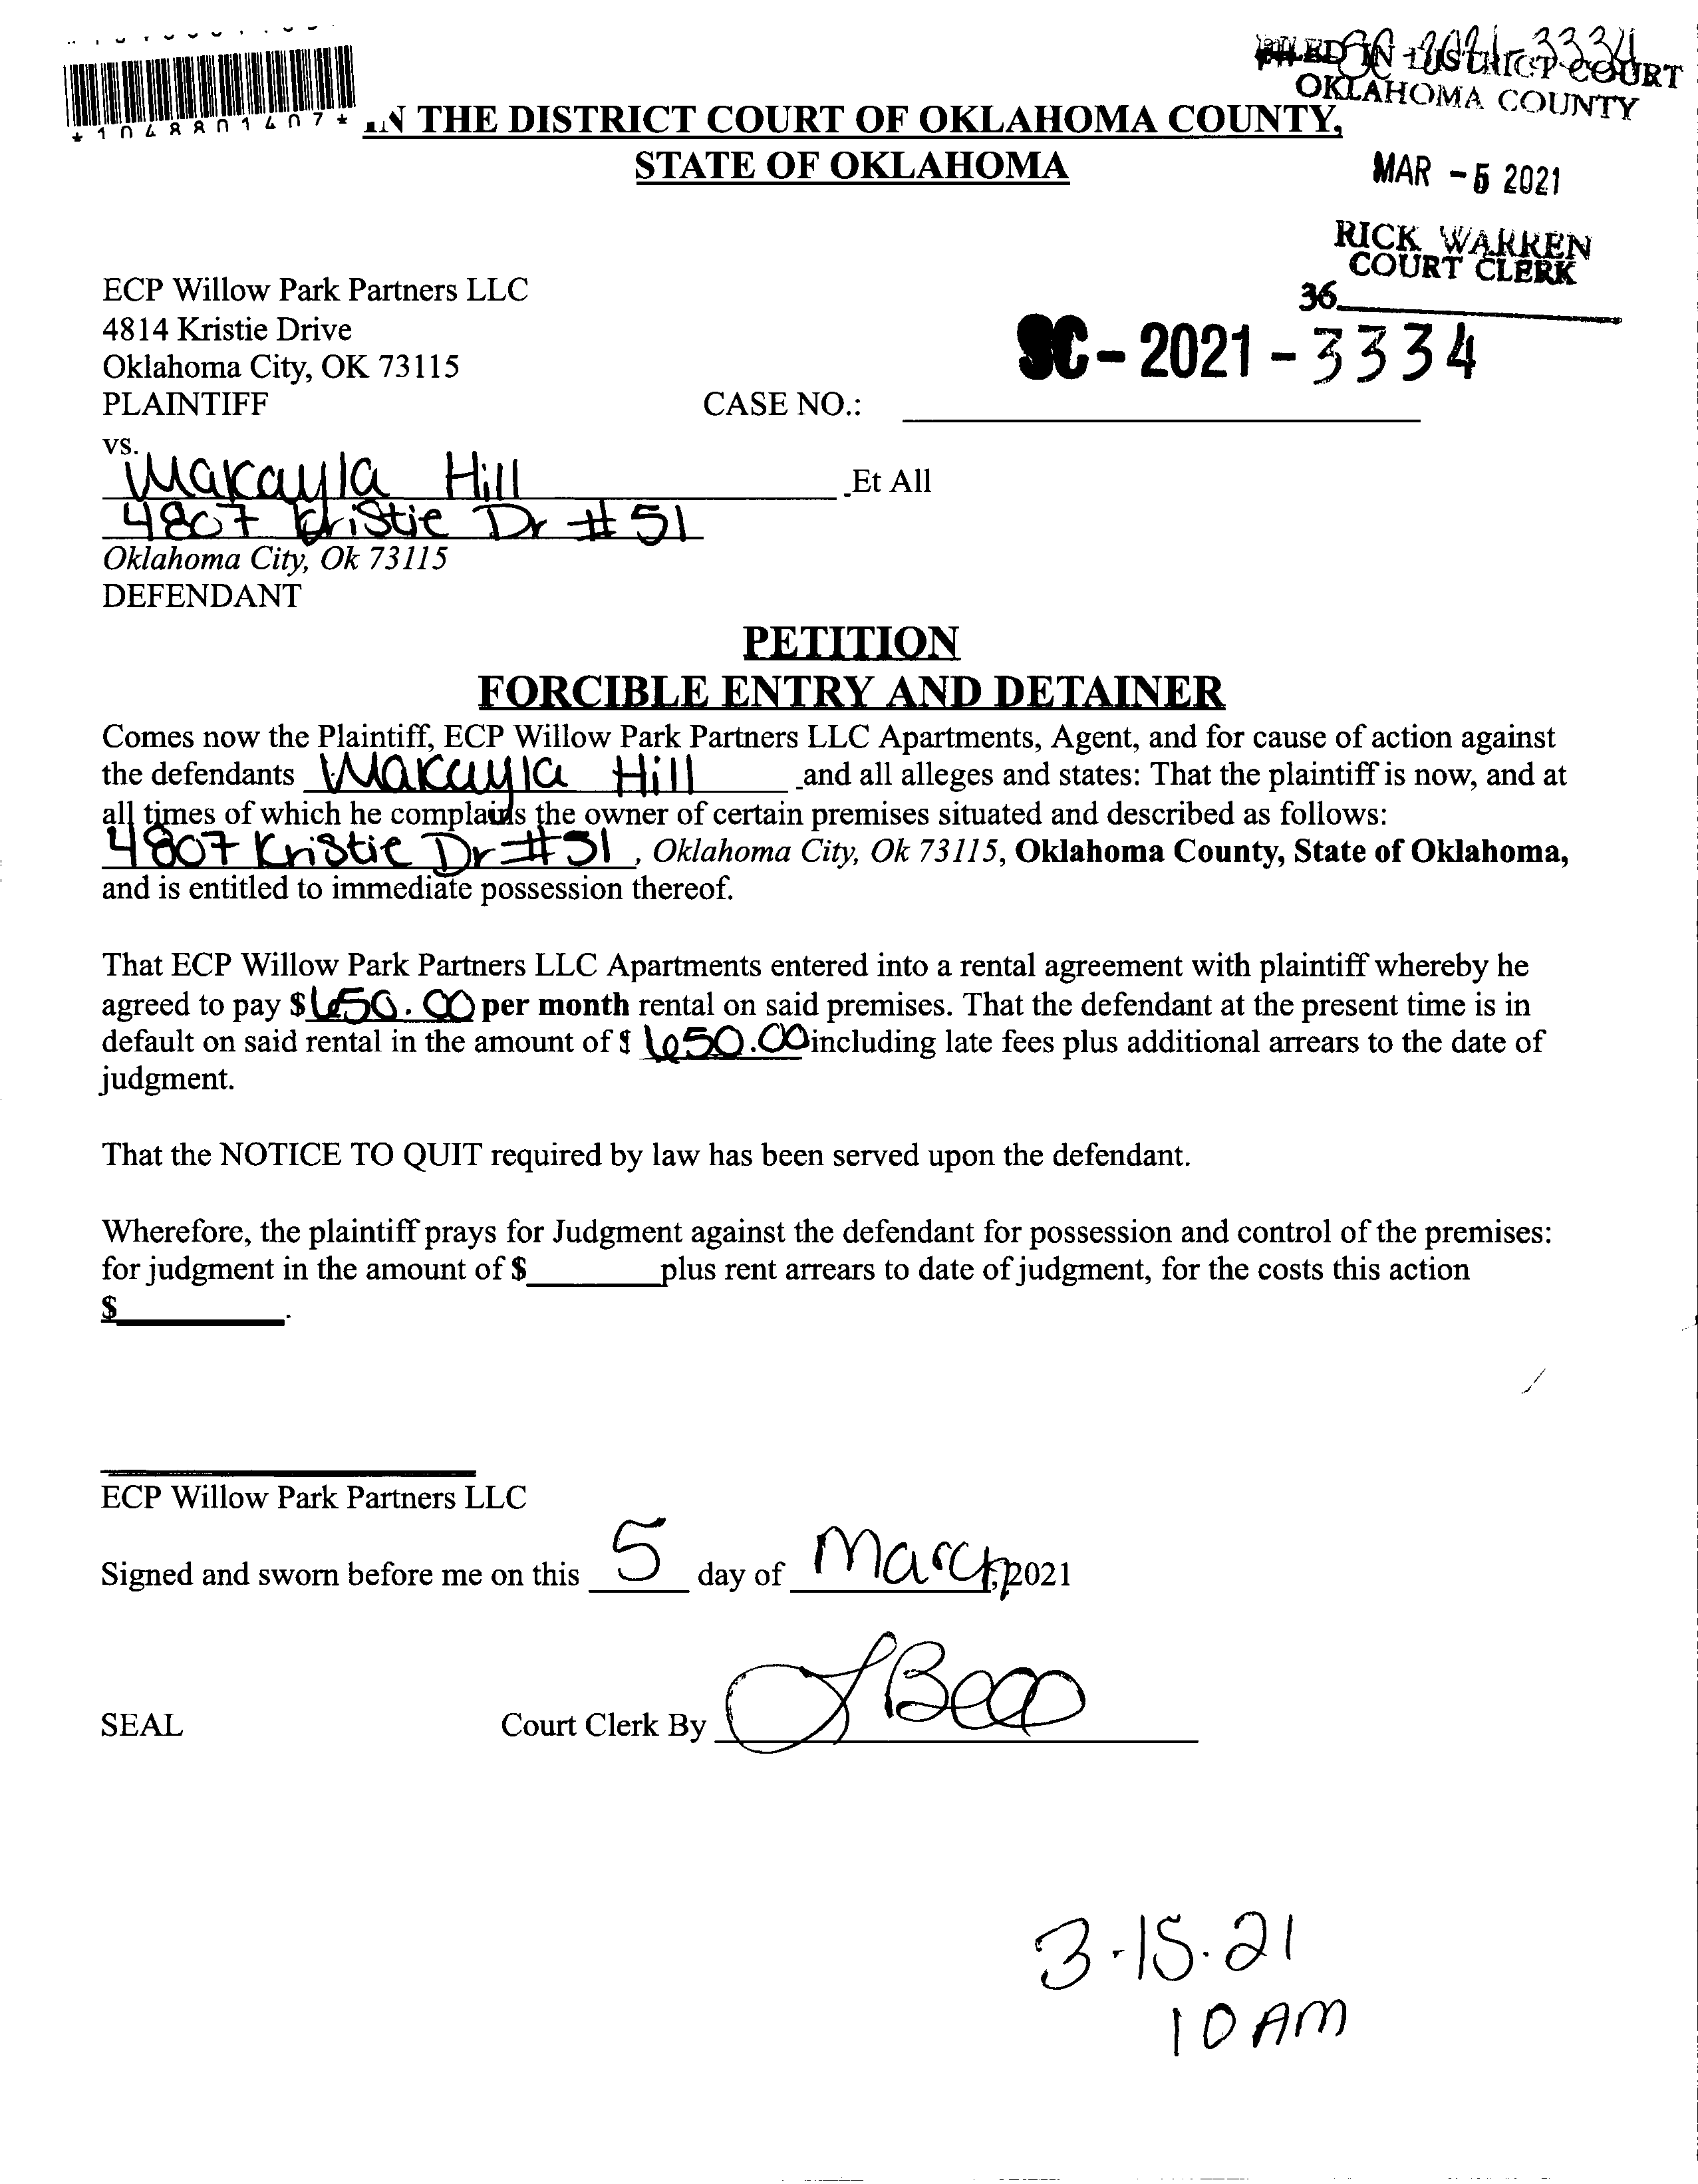 SC-2021-3334
FILED IN DISTRICT COURT
OKLAHOMA COUNTY
*1048801407*
IN THE DISTRICT COURT OF OKLAHOMA COUNTY,
STATE OF OKLAHOMA
MAR -5 2021
RICK WARREN
COURT CLERK
36
ECP Willow Park Partners LLC
4814 Kristie Drive
Oklahoma City, OK 73115
SC-2021-3334
PLAINTIFF CASE NO.:
vs.
Makayla Hill Et All
4807 Kristie Dr #51
Oklahoma City, Ok 73115
DEFENDANT
PETITION
FORCIBLE ENTRY AND DETAINER
Comes now the Plaintiff, ECP Willow Park Partners LLC Apartments, Agent, and for cause of action against
the defendants Makayla Hill and all alleges and states: That the plaintiff is now, and at
all times of which he complains the owner of certain premises situated and described as follows:
4807 Kristie Dr #51, Oklahoma City, Ok 73115, Oklahoma County, State of Oklahoma,
and is entitled to immediate possession thereof.
That ECP Willow Park Partners LLC Apartments entered into a rental agreement with plaintiff whereby he
agreed to pay $650.00 per month rental on said premises. That the defendant at the present time is in
default on said rental in the amount of $ 650.00 including late fees plus additional arrears to the date of
judgment.
That the NOTICE TO QUIT required by law has been served upon the defendant.
Wherefore, the plaintiff prays for Judgment against the defendant for possession and control of the premises:
for judgment in the amount of $________plus rent arrears to date of judgment, for the costs this action
$__________.
ECP Willow Park Partners LLC
Signed and sworn before me on this 5 day of March, 2021
SEAL Court Clerk By
3-15-21
10 AM